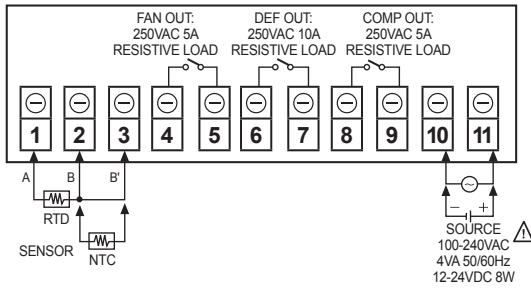 FAN OUT:
250VAC 5A
RESISTIVE LOAD
DEF OUT:
250VAC 10A
RESISTIVE LOAD
COMP OUT:
250VAC 5A
RESISTIVE LOAD
1 2 3 4 5 6 7 8 9 10 11
A B B'
RTD
SENSOR
NTC
~
− +
SOURCE
100-240VAC
4VA 50/60Hz
12-24VDC 8W